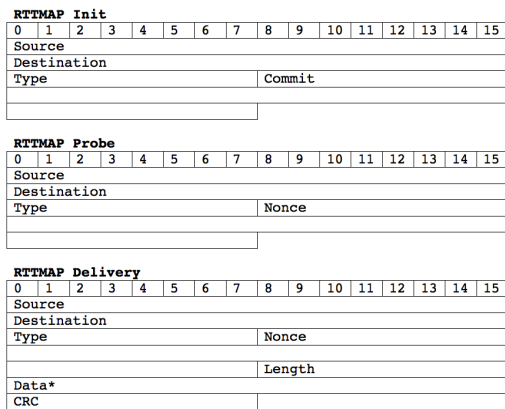 RTTMAP Init
0 1 2 3 4 5 6 7 8 9 10 11 12 13 14 15
Source
Destination
Type Commit
RTTMAP Probe
0 1 2 3 4 5 6 7 8 9 10 11 12 13 14 15
Source
Destination
Type Nonce
RTTMAP Delivery
0 1 2 3 4 5 6 7 8 9 10 11 12 13 14 15
Source
Destination
Type Nonce
Length
Data*
CRC